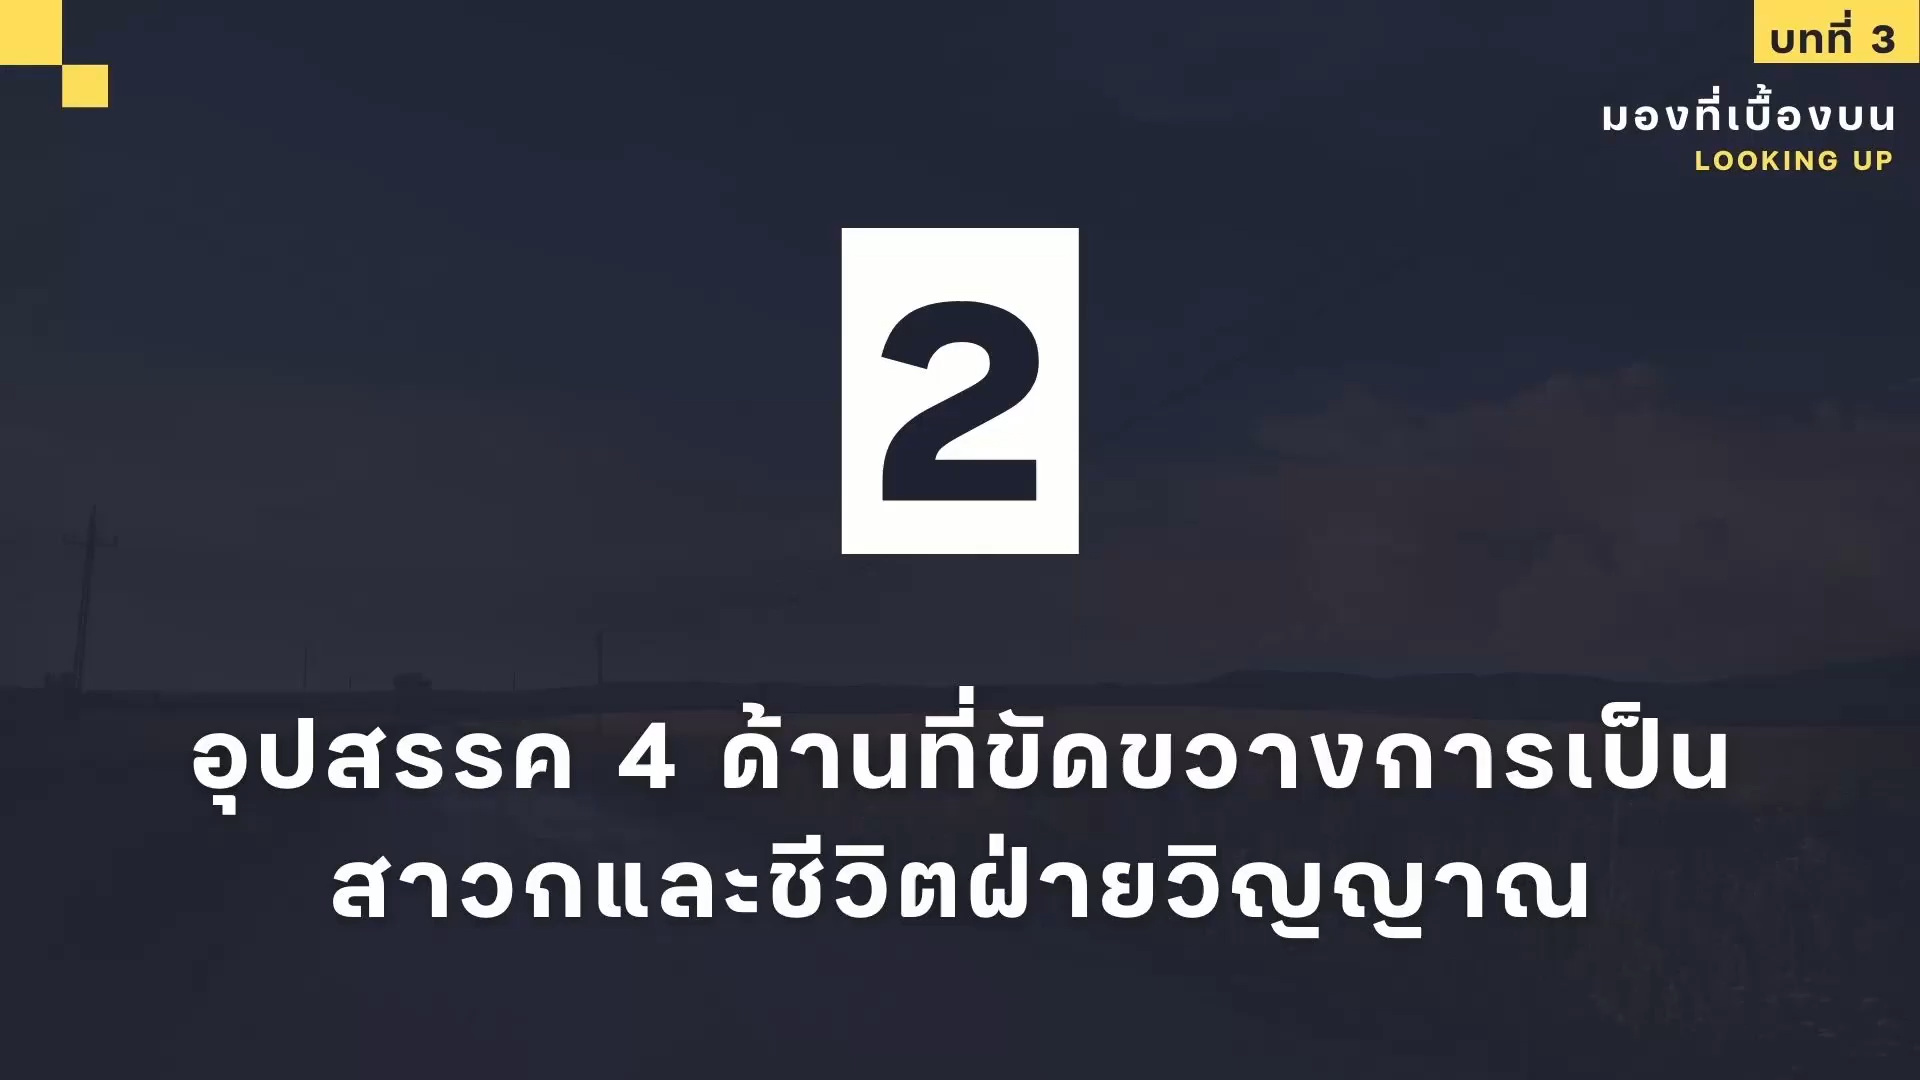 บทที่ 3
มองที่เบื้องบน
LOOKING UP
2
อุปสรรค 4 ด้านที่ขัดขวางการเป็น
สาวกและชีวิตฝ่ายวิญญาณ